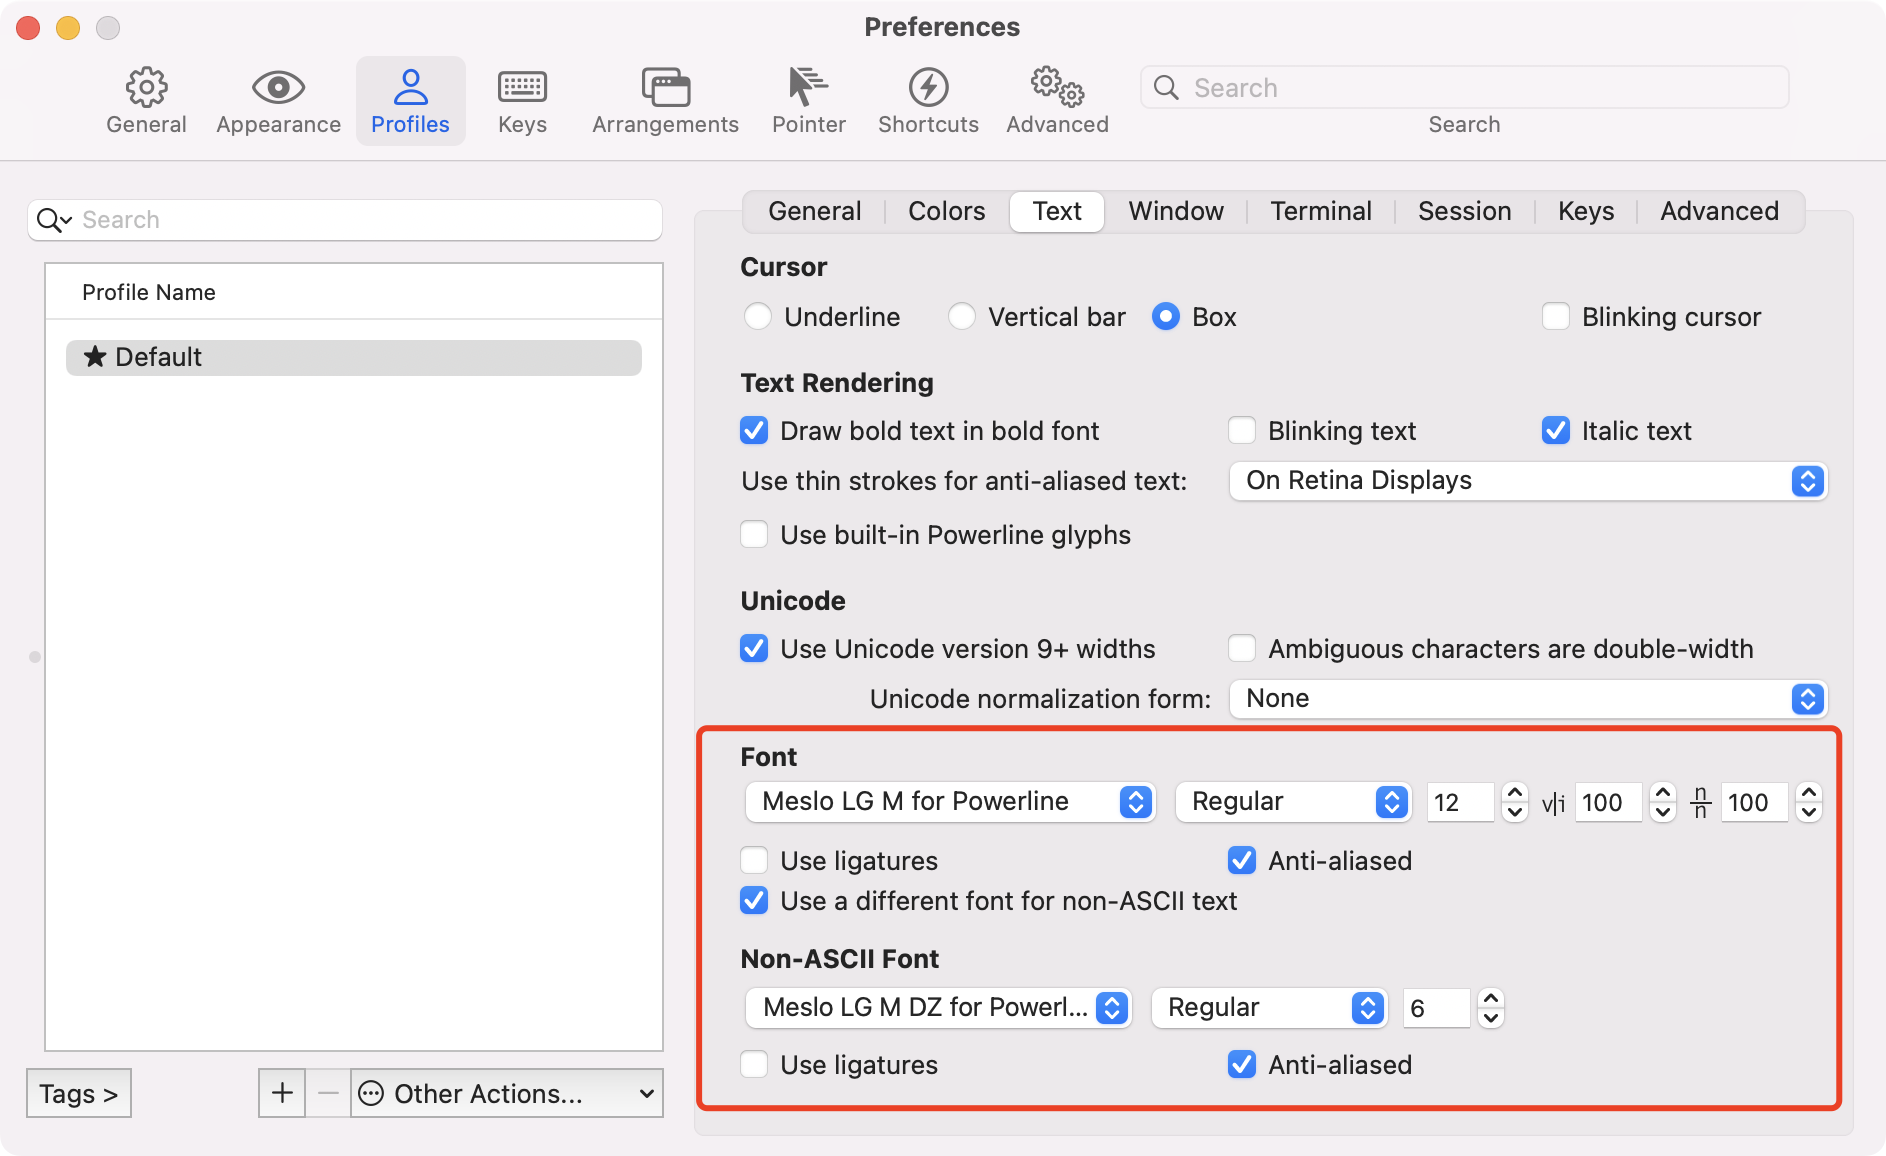 Preferences
General Appearance Profiles Keys Arrangements Pointer Shortcuts Advanced Search
Search
Search
General Colors Text Window Terminal Session Keys Advanced
Profile Name
★ Default
Cursor
Underline Vertical bar Box Blinking cursor
Text Rendering
Draw bold text in bold font Blinking text Italic text
Use thin strokes for anti-aliased text: On Retina Displays
Use built-in Powerline glyphs
Unicode
Use Unicode version 9+ widths Ambiguous characters are double-width
Unicode normalization form: None
Font
Meslo LG M for Powerline Regular 12 v|i 100 n/n 100
Use ligatures Anti-aliased
Use a different font for non-ASCII text
Non-ASCII Font
Meslo LG M DZ for Powerl... Regular 6
Use ligatures Anti-aliased
Tags > + − Other Actions...